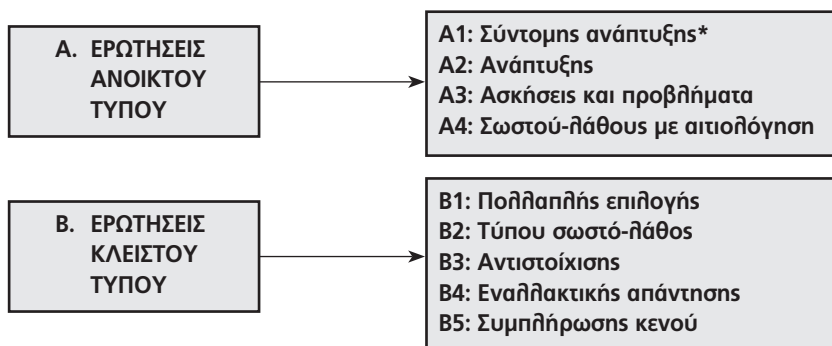 Α. ΕΡΩΤΗΣΕΙΣ
ΑΝΟΙΚΤΟΥ
ΤΥΠΟΥ
Α1: Σύντομης ανάπτυξης*
Α2: Ανάπτυξης
Α3: Ασκήσεις και προβλήματα
Α4: Σωστού-λάθους με αιτιολόγηση
Β. ΕΡΩΤΗΣΕΙΣ
ΚΛΕΙΣΤΟΥ
ΤΥΠΟΥ
Β1: Πολλαπλής επιλογής
Β2: Τύπου σωστό-λάθος
Β3: Αντιστοίχισης
Β4: Εναλλακτικής απάντησης
Β5: Συμπλήρωσης κενού